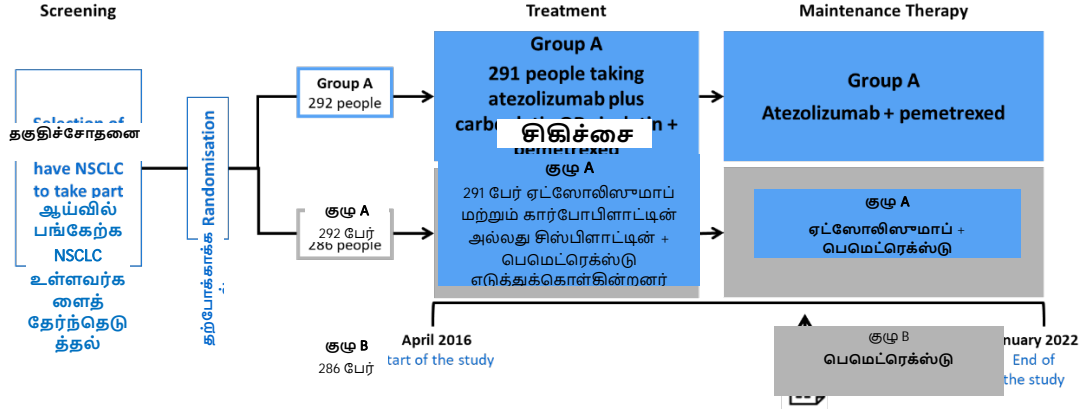 Screening
Treatment
Maintenance Therapy
Selection of
தகுதிச்சோதனை
have NSCLC
to take part
ஆய்வில்
பங்கேற்க
NSCLC
உள்ளவர்க
ளைத்
தேர்ந்தெடு
த்தல்
Randomisation
தற்போக்காக்க
Group A
292 people
குழு A
292 பேர்
286 people
குழு B
286 பேர்
Group A
291 people taking
atezolizumab plus
சிகிச்சை
pemetrexed
குழு A
291 பேர் ஏட்ஸோலிஸுமாப்
மற்றும் கார்போபிளாட்டின்
அல்லது சிஸ்பிளாட்டின் +
பெமெட்ரெக்ஸ்டு
எடுத்துக்கொள்கின்றனர்
Group A
Atezolizumab + pemetrexed
குழு A
ஏட்ஸோலிஸுமாப் +
பெமெட்ரெக்ஸ்டு
April 2016
tart of the study
குழு B
பெமெட்ரெக்ஸ்டு
nuary 2022
End of
the study